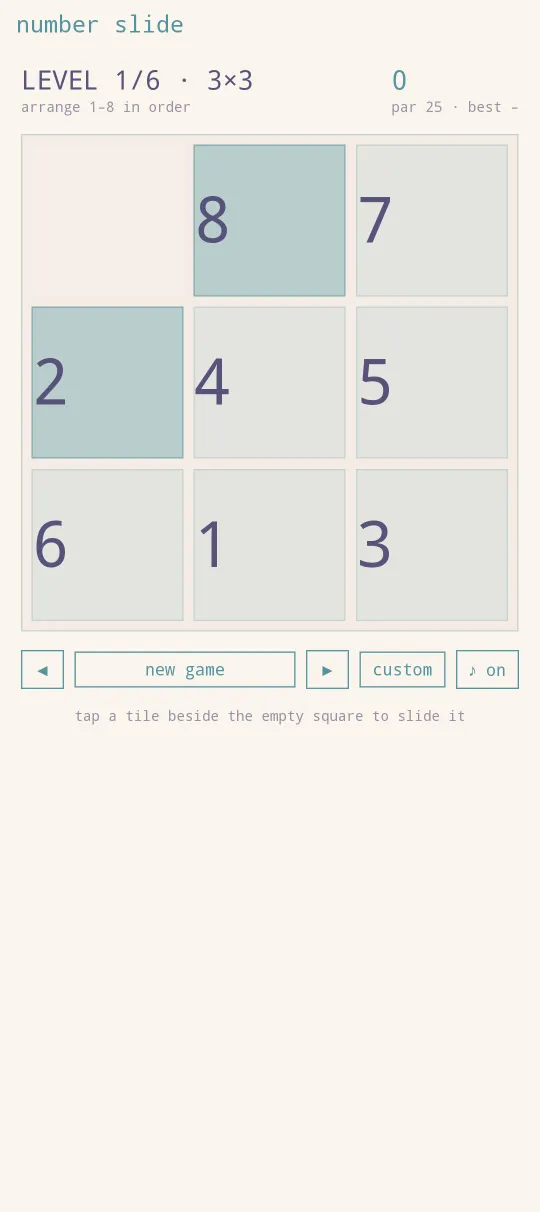 number slide
LEVEL 1/6 · 3×3 0
arrange 1–8 in order par 25 · best –
8 7
2 4 5
6 1 3
◀ new game ▶ custom ♪ on
tap a tile beside the empty square to slide it